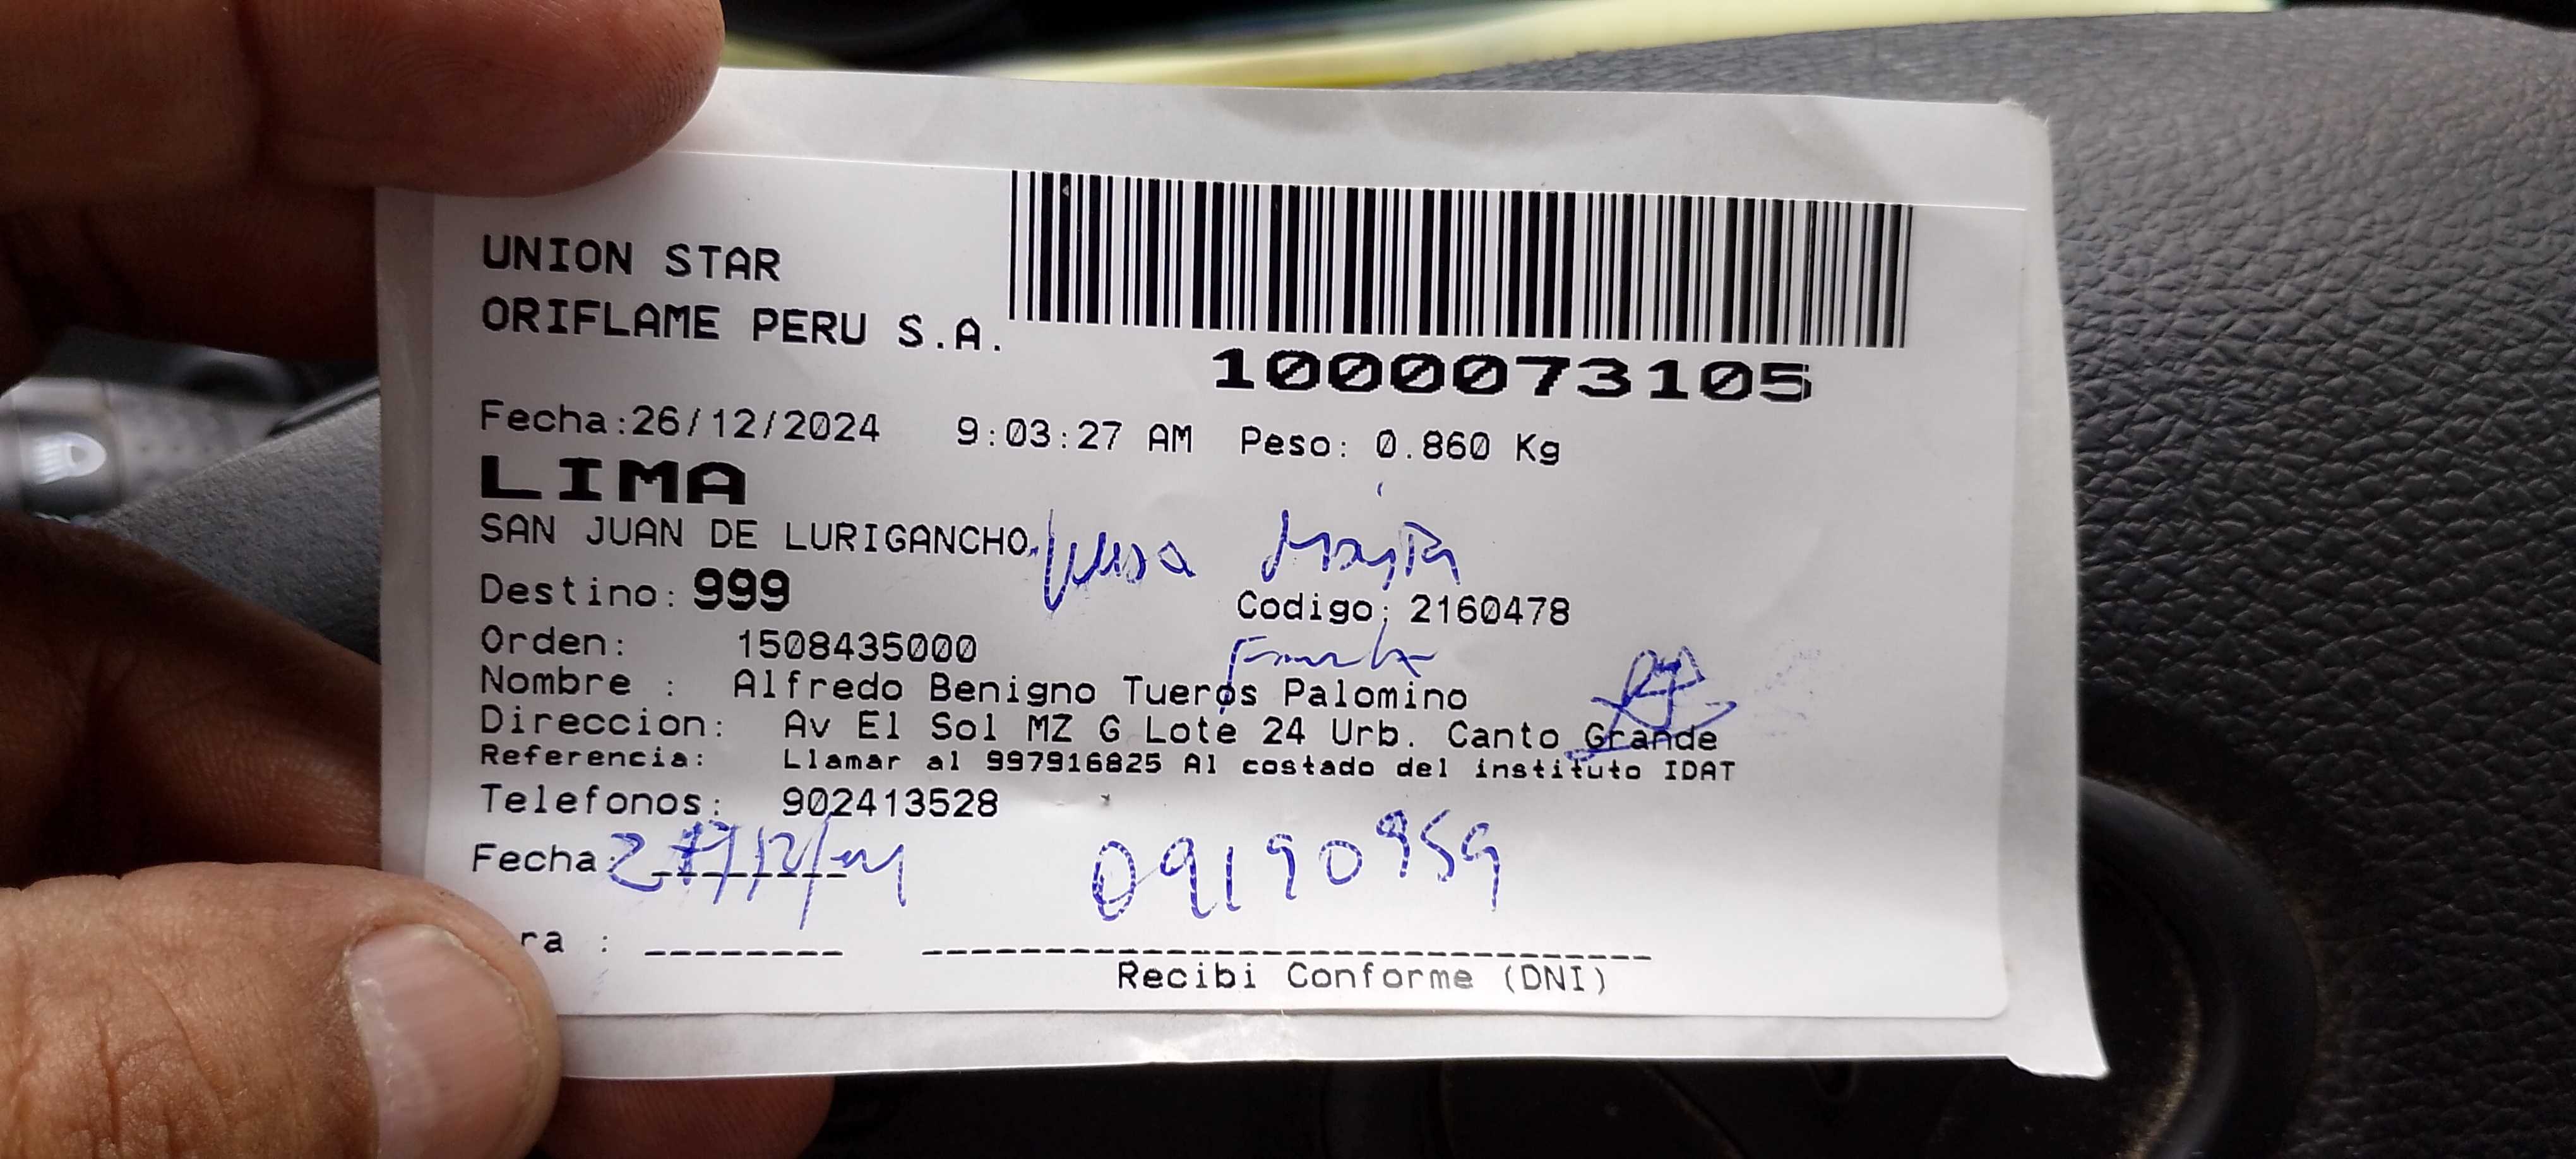 UNION STAR
ORIFLAME PERU S.A.
1000073105
Fecha:26/12/2024 9:03:27 AM Peso: 0.860 Kg
LIMA
SAN JUAN DE LURIGANCHO
Destino: 999 Codigo: 2160478
Orden: 1508435000
Nombre : Alfredo Benigno Tueros Palomino
Direccion: Av El Sol MZ G Lote 24 Urb. Canto Grande
Referencia: Llamar al 997916825 Al costado del instituto IDAT
Telefonos: 902413528
Fecha: 09190959
ra :
Recibi Conforme (DNI)